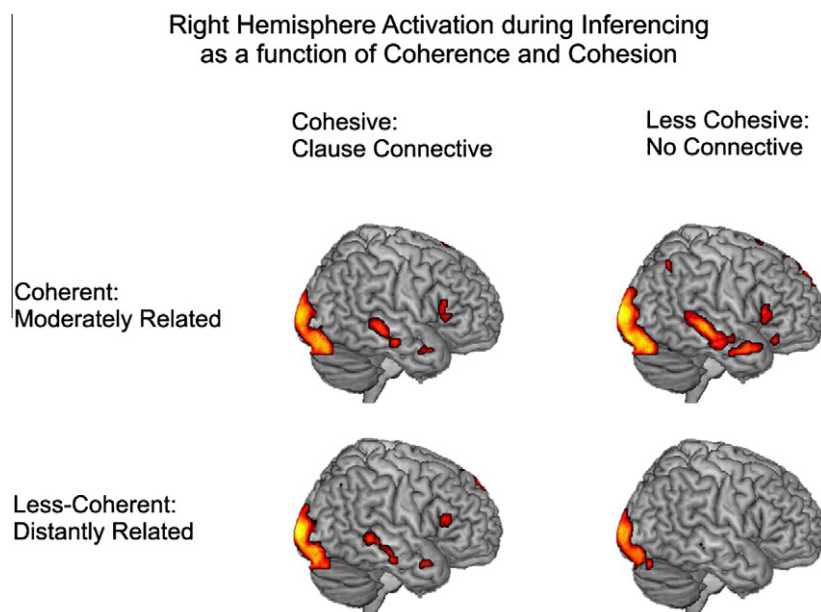 Right Hemisphere Activation during Inferencing
as a function of Coherence and Cohesion
Cohesive:
Clause Connective
Less Cohesive:
No Connective
Coherent:
Moderately Related
Less-Coherent:
Distantly Related